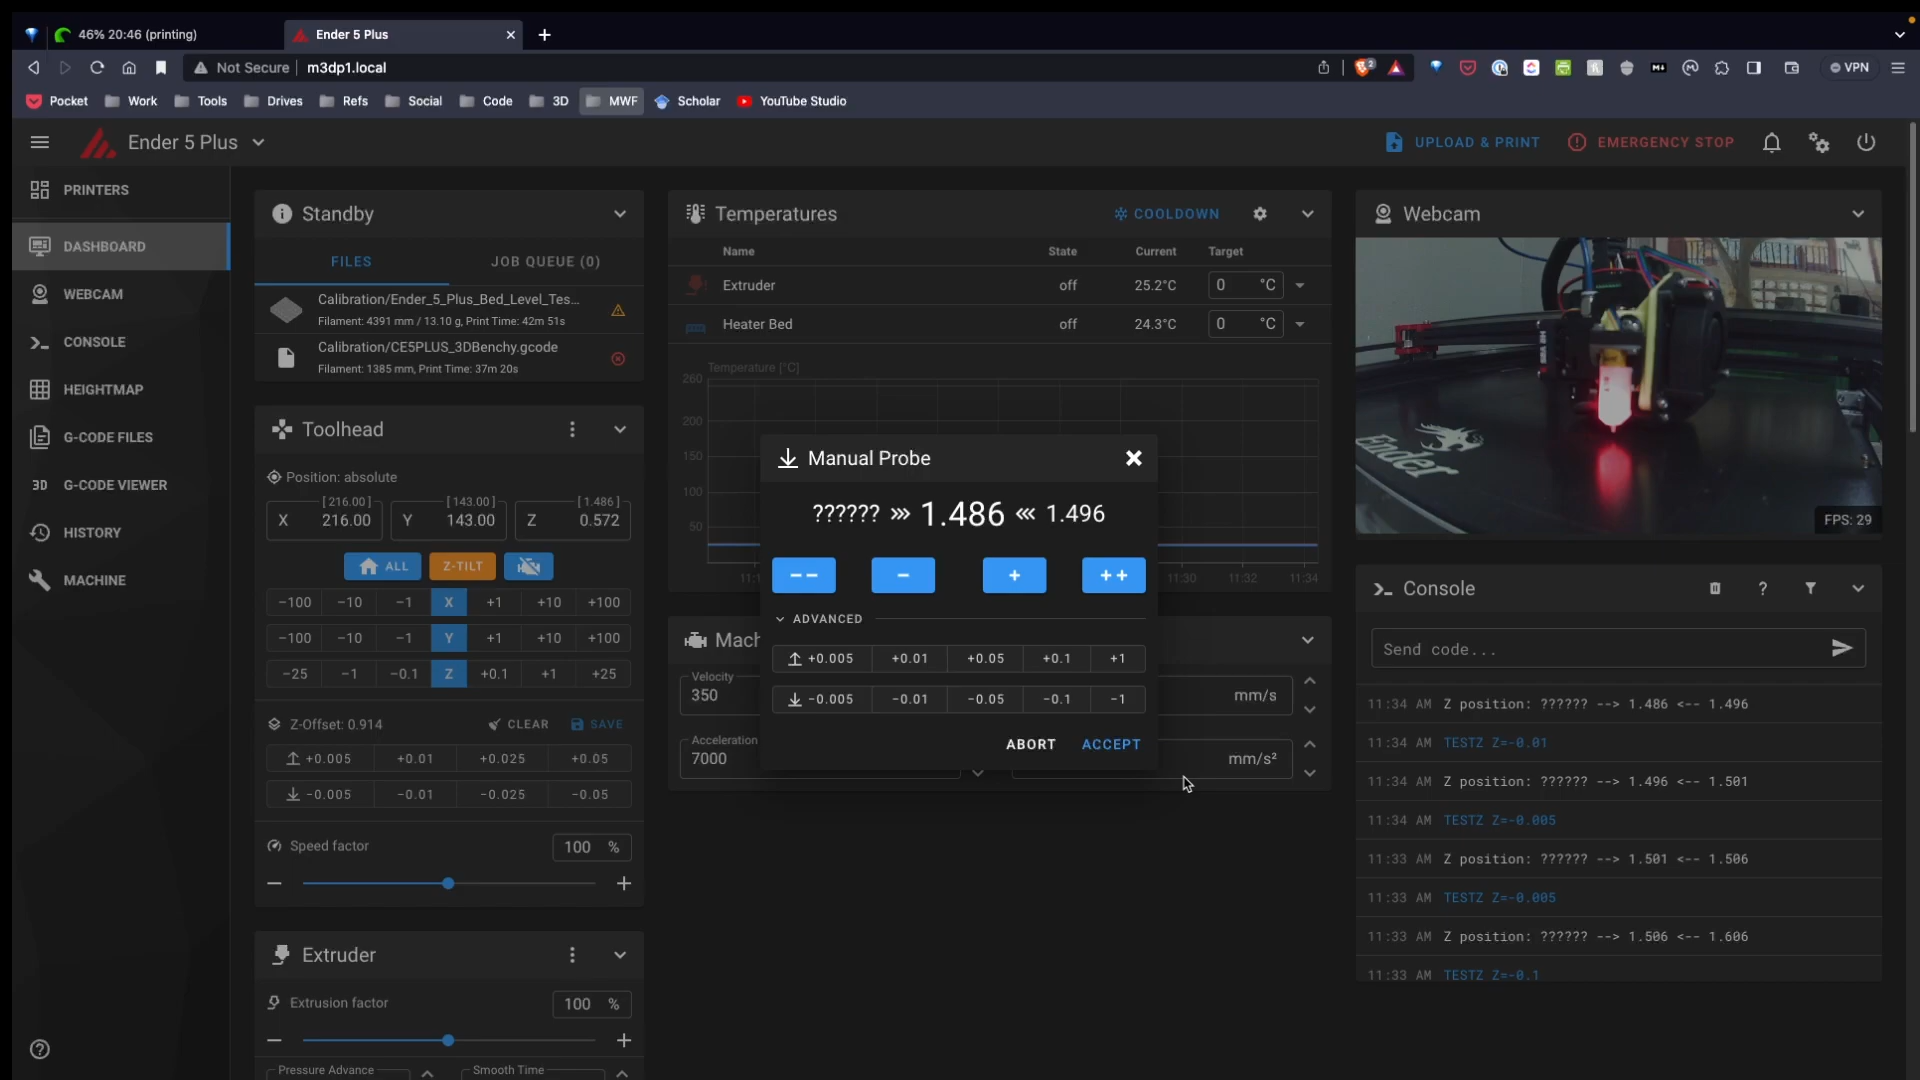 46% 20:46 (printing)
Ender 5 Plus
Not Secure
m3dp1.local
VPN
Pocket
Work
Tools
Drives
Refs
Social
Code
3D
MWF
Scholar
YouTube Studio
Ender 5 Plus
UPLOAD & PRINT
EMERGENCY STOP
PRINTERS
DASHBOARD
WEBCAM
CONSOLE
HEIGHTMAP
G-CODE FILES
3D G-CODE VIEWER
HISTORY
MACHINE
Standby
FILES
JOB QUEUE (0)
Calibration/Ender_5_Plus_Bed_Level_Tes...
Filament: 4391 mm / 13.10 g, Print Time: 42m 51s
Calibration/CE5PLUS_3DBenchy.gcode
Filament: 1385 mm, Print Time: 37m 20s
Toolhead
Position: absolute
[ 216.00 ]
[ 143.00 ]
[ 1.486 ]
X 216.00
Y 143.00
Z 0.572
ALL
Z-TILT
−100 −10 −1 X +1 +10 +100
−100 −10 −1 Y +1 +10 +100
−25 −1 −0.1 Z +0.1 +1 +25
Z-Offset: 0.914
CLEAR
SAVE
+0.005 +0.01 +0.025 +0.05
−0.005 −0.01 −0.025 −0.05
Speed factor
100 %
Extruder
Extrusion factor
100 %
Pressure Advance
Smooth Time
Temperatures
COOLDOWN
Name State Current Target
Extruder off 25.2°C 0 °C
Heater Bed off 24.3°C 0 °C
Temperature [°C]
260
200
150
100
50
11:30 11:32 11:34
Manual Probe
?????? >>> 1.486 <<< 1.496
−− − + ++
ADVANCED
+0.005 +0.01 +0.05 +0.1 +1
−0.005 −0.01 −0.05 −0.1 −1
ABORT
ACCEPT
Mach
Velocity
350
mm/s
Acceleration
7000
mm/s²
Webcam
Ender
FPS: 29
Console
Send code...
11:34 AM Z position: ?????? --> 1.486 <-- 1.496
11:34 AM TESTZ Z=-0.01
11:34 AM Z position: ?????? --> 1.496 <-- 1.501
11:34 AM TESTZ Z=-0.005
11:33 AM Z position: ?????? --> 1.501 <-- 1.506
11:33 AM TESTZ Z=-0.005
11:33 AM Z position: ?????? --> 1.506 <-- 1.606
11:33 AM TESTZ Z=-0.1